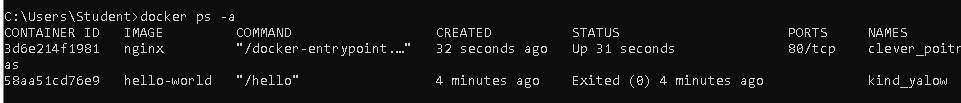 C:\Users\Student>docker ps -a
CONTAINER ID   IMAGE         COMMAND                  CREATED          STATUS                     PORTS     NAMES
3d6e214f1981   nginx         "/docker-entrypoint.…"   32 seconds ago   Up 31 seconds              80/tcp    clever_poitr
as
58aa51cd76e9   hello-world   "/hello"                 4 minutes ago    Exited (0) 4 minutes ago             kind_yalow